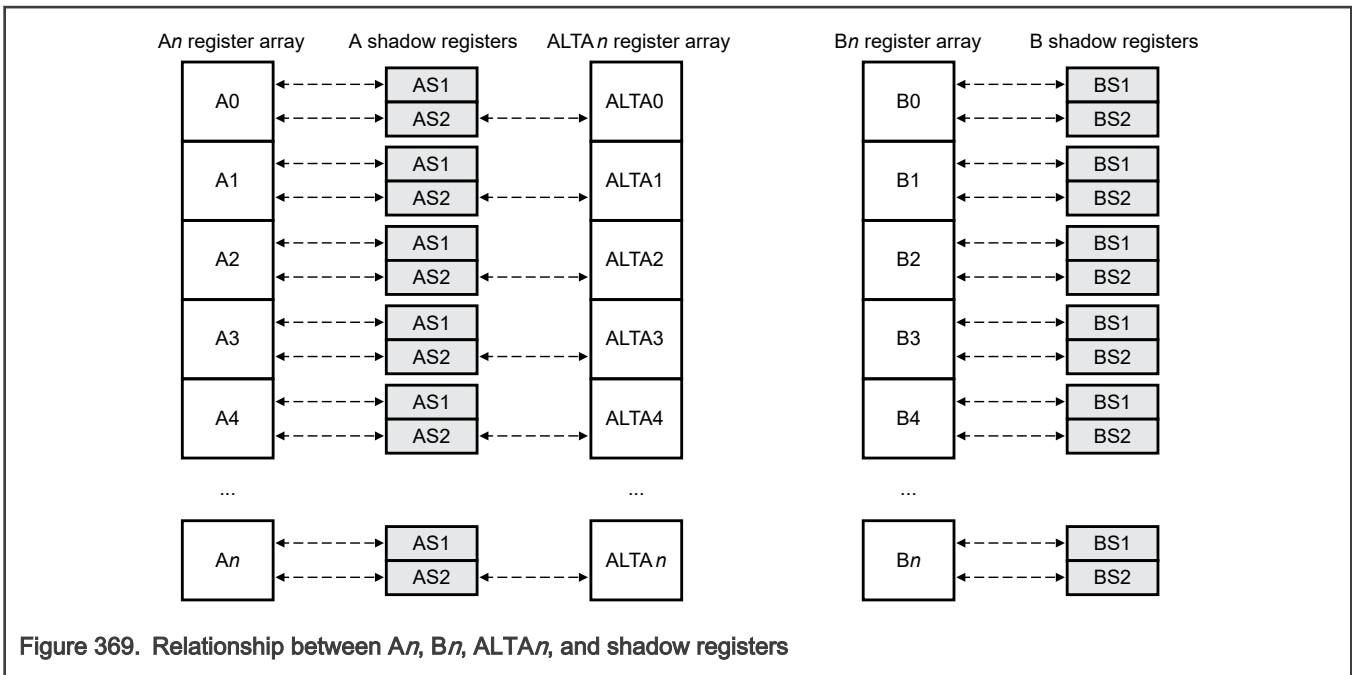 An register array A shadow registers ALTAn register array Bn register array B shadow registers
A0 AS1 ALTA0 B0 BS1
AS2 BS2
A1 AS1 ALTA1 B1 BS1
AS2 BS2
A2 AS1 ALTA2 B2 BS1
AS2 BS2
A3 AS1 ALTA3 B3 BS1
AS2 BS2
A4 AS1 ALTA4 B4 BS1
AS2 BS2
... ... ...
An AS1 ALTAn Bn BS1
AS2 BS2
Figure 369. Relationship between An, Bn, ALTAn, and shadow registers